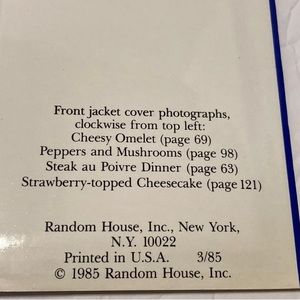 Front jacket cover photographs,
clockwise from top left:
Cheesy Omelet (page 69)
Peppers and Mushrooms (page 98)
Steak au Poivre Dinner (page 63)
Strawberry-topped Cheesecake (page 121)
Random House, Inc., New York,
N.Y. 10022
Printed in U.S.A. 3/85
© 1985 Random House, Inc.